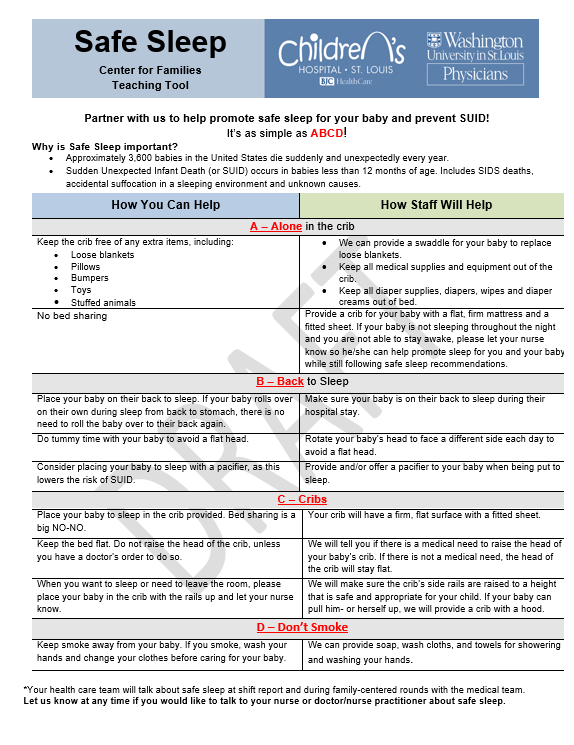 Safe Sleep
Center for Families
Teaching Tool
ChildreN's
HOSPITAL • ST. LOUIS
BJC HealthCare
Washington
University in St. Louis
Physicians
Partner with us to help promote safe sleep for your baby and prevent SUID!
It's as simple as ABCD!
Why is Safe Sleep important?
• Approximately 3,600 babies in the United States die suddenly and unexpectedly every year.
• Sudden Unexpected Infant Death (or SUID) occurs in babies less than 12 months of age. Includes SIDS deaths,
accidental suffocation in a sleeping environment and unknown causes.
How You Can Help
How Staff Will Help
A – Alone in the crib
Keep the crib free of any extra items, including:
• Loose blankets
• Pillows
• Bumpers
• Toys
• Stuffed animals
• We can provide a swaddle for your baby to replace
loose blankets.
• Keep all medical supplies and equipment out of the
crib.
• Keep all diaper supplies, diapers, wipes and diaper
creams out of bed.
No bed sharing
Provide a crib for your baby with a flat, firm mattress and a
fitted sheet. If your baby is not sleeping throughout the night
and you are not able to stay awake, please let your nurse
know so he/she can help promote sleep for you and your baby
while still following safe sleep recommendations.
B – Back to Sleep
Place your baby on their back to sleep. If your baby rolls over
on their own during sleep from back to stomach, there is no
need to roll the baby over to their back again.
Make sure your baby is on their back to sleep during their
hospital stay.
Do tummy time with your baby to avoid a flat head.
Rotate your baby's head to face a different side each day to
avoid a flat head.
Consider placing your baby to sleep with a pacifier, as this
lowers the risk of SUID.
Provide and/or offer a pacifier to your baby when being put to
sleep.
C – Cribs
Place your baby to sleep in the crib provided. Bed sharing is a
big NO-NO.
Your crib will have a firm, flat surface with a fitted sheet.
Keep the bed flat. Do not raise the head of the crib, unless
you have a doctor's order to do so.
We will tell you if there is a medical need to raise the head of
your baby's crib. If there is not a medical need, the head of
the crib will stay flat.
When you want to sleep or need to leave the room, please
place your baby in the crib with the rails up and let your nurse
know.
We will make sure the crib's side rails are raised to a height
that is safe and appropriate for your child. If your baby can
pull him- or herself up, we will provide a crib with a hood.
D – Don't Smoke
Keep smoke away from your baby. If you smoke, wash your
hands and change your clothes before caring for your baby.
We can provide soap, wash cloths, and towels for showering
and washing your hands.
*Your health care team will talk about safe sleep at shift report and during family-centered rounds with the medical team.
Let us know at any time if you would like to talk to your nurse or doctor/nurse practitioner about safe sleep.
DRAFT